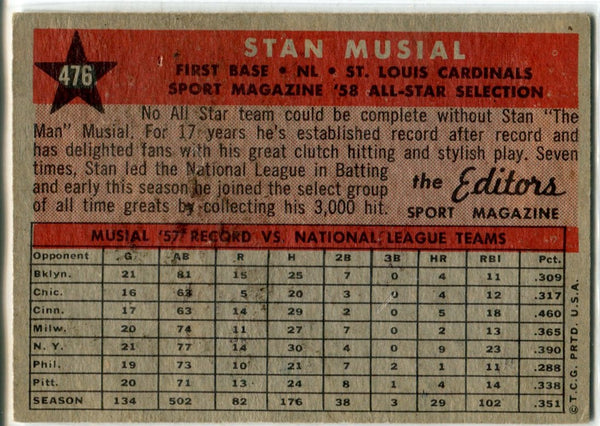 476
STAN MUSIAL
FIRST BASE • NL • ST. LOUIS CARDINALS
SPORT MAGAZINE '58 ALL-STAR SELECTION
No All Star team could be complete without Stan "The
Man" Musial. For 17 years he's established record after record and
has delighted fans with his great clutch hitting and stylish play. Seven
times, Stan led the National League in Batting
and early this season he joined the select group
of all time greats by collecting his 3,000 hit.
the Editors
SPORT MAGAZINE
MUSIAL '57 RECORD VS. NATIONAL LEAGUE TEAMS
Opponent G AB R H 2B 3B HR RBI Pct.
Bklyn. 21 81 15 25 7 0 4 11 .309
Chic. 16 63 5 20 4 0 4 12 .317
Cinn. 17 63 14 29 2 0 5 18 .460
Milw. 20 74 11 27 7 0 4 13 .365
N. Y. 21 77 14 30 4 0 9 23 .390
Phil. 19 73 10 21 7 2 1 11 .288
Pitt. 20 71 13 24 8 1 4 14 .338
SEASON 134 502 82 176 38 3 29 102 .351
© T.C.G. PRTD. U.S.A.